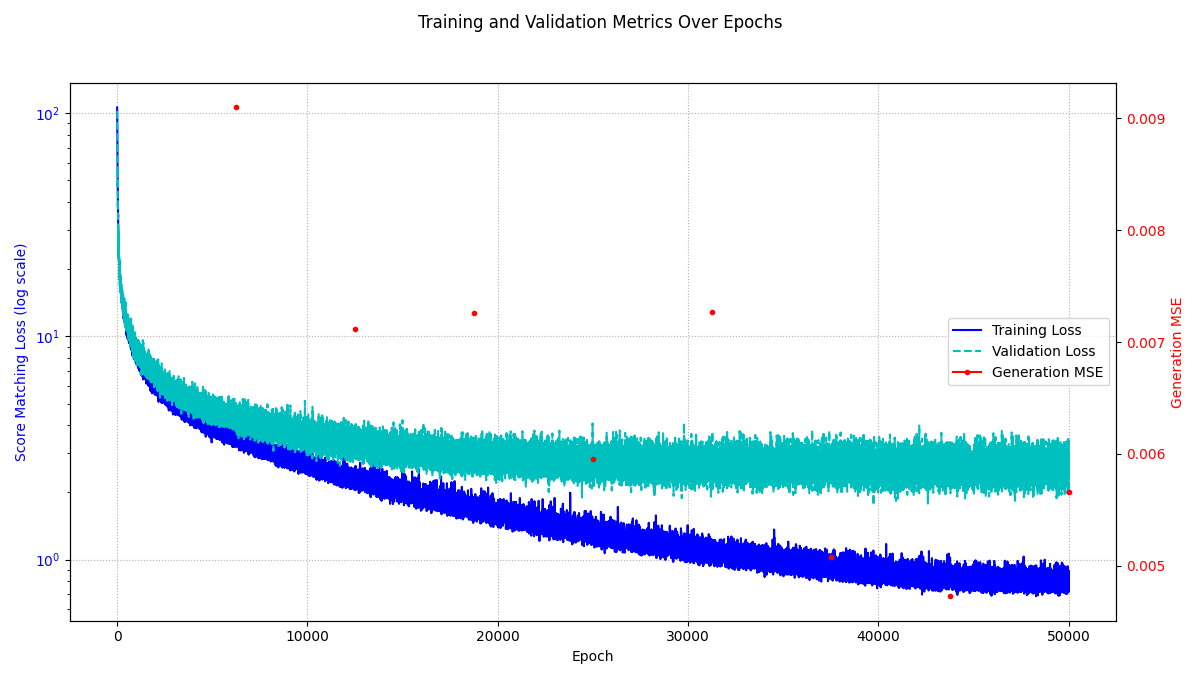 Training and Validation Metrics Over Epochs
Score Matching Loss (log scale)
10²
10¹
10⁰
0.009
0.008
0.007
0.006
0.005
Generation MSE
Training Loss
Validation Loss
Generation MSE
0 10000 20000 30000 40000 50000
Epoch